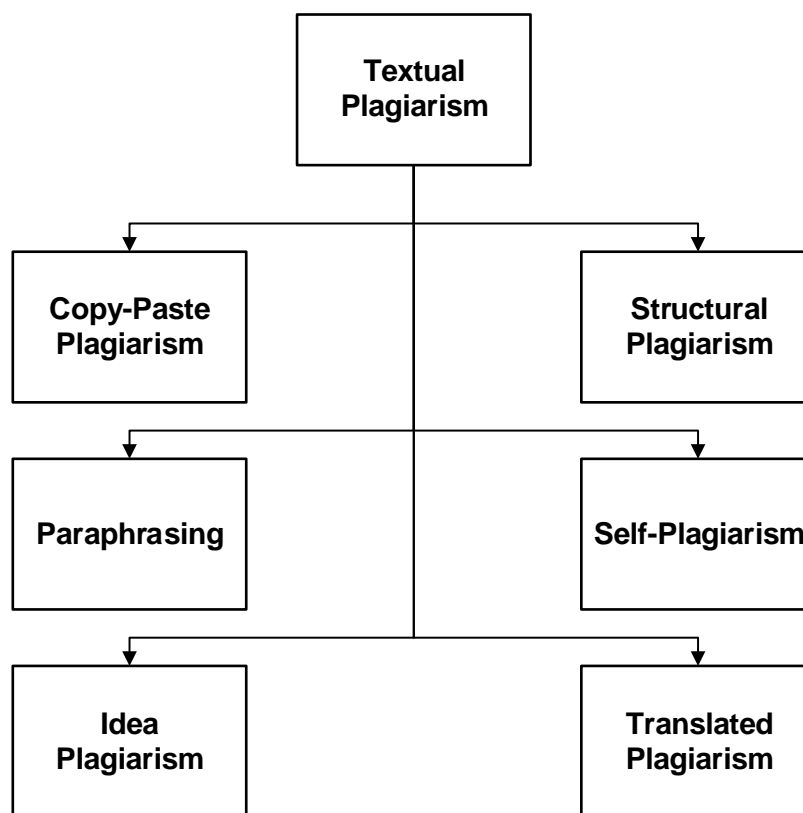 Textual
Plagiarism
Copy-Paste
Plagiarism
Structural
Plagiarism
Paraphrasing
Self-Plagiarism
Idea
Plagiarism
Translated
Plagiarism